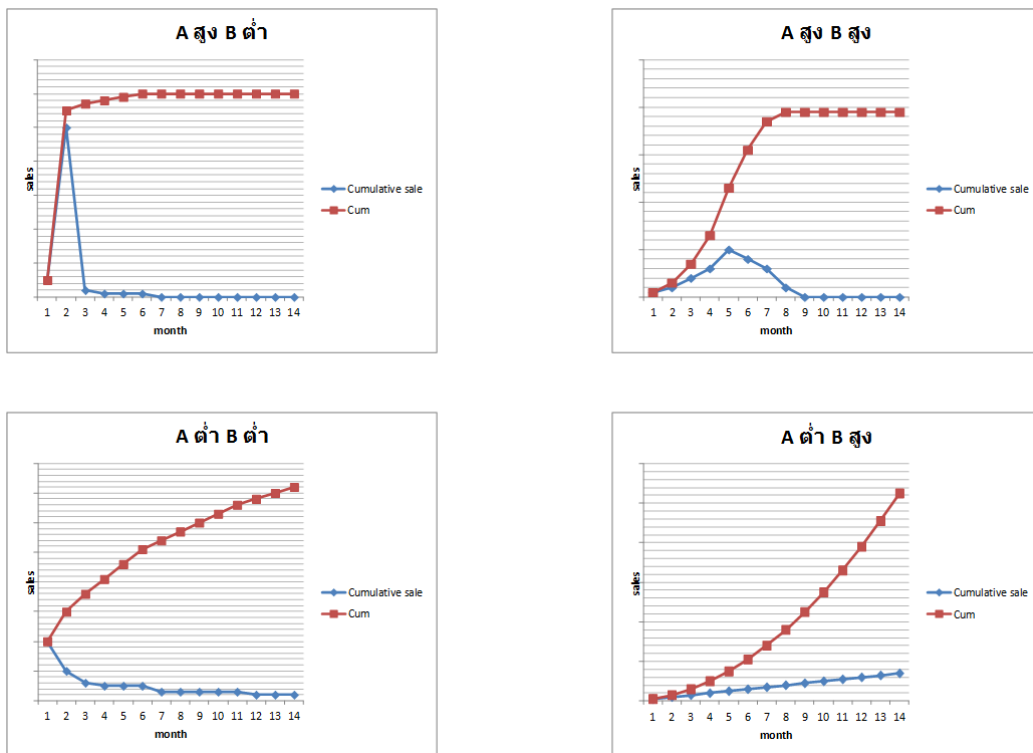 A สูง B ต่ำ
sales
Cumulative sale
Cum
1 2 3 4 5 6 7 8 9 10 11 12 13 14
month
A สูง B สูง
sales
Cumulative sale
Cum
1 2 3 4 5 6 7 8 9 10 11 12 13 14
month
A ต่ำ B ต่ำ
sales
Cumulative sale
Cum
1 2 3 4 5 6 7 8 9 10 11 12 13 14
month
A ต่ำ B สูง
sales
Cumulative sale
Cum
1 2 3 4 5 6 7 8 9 10 11 12 13 14
month